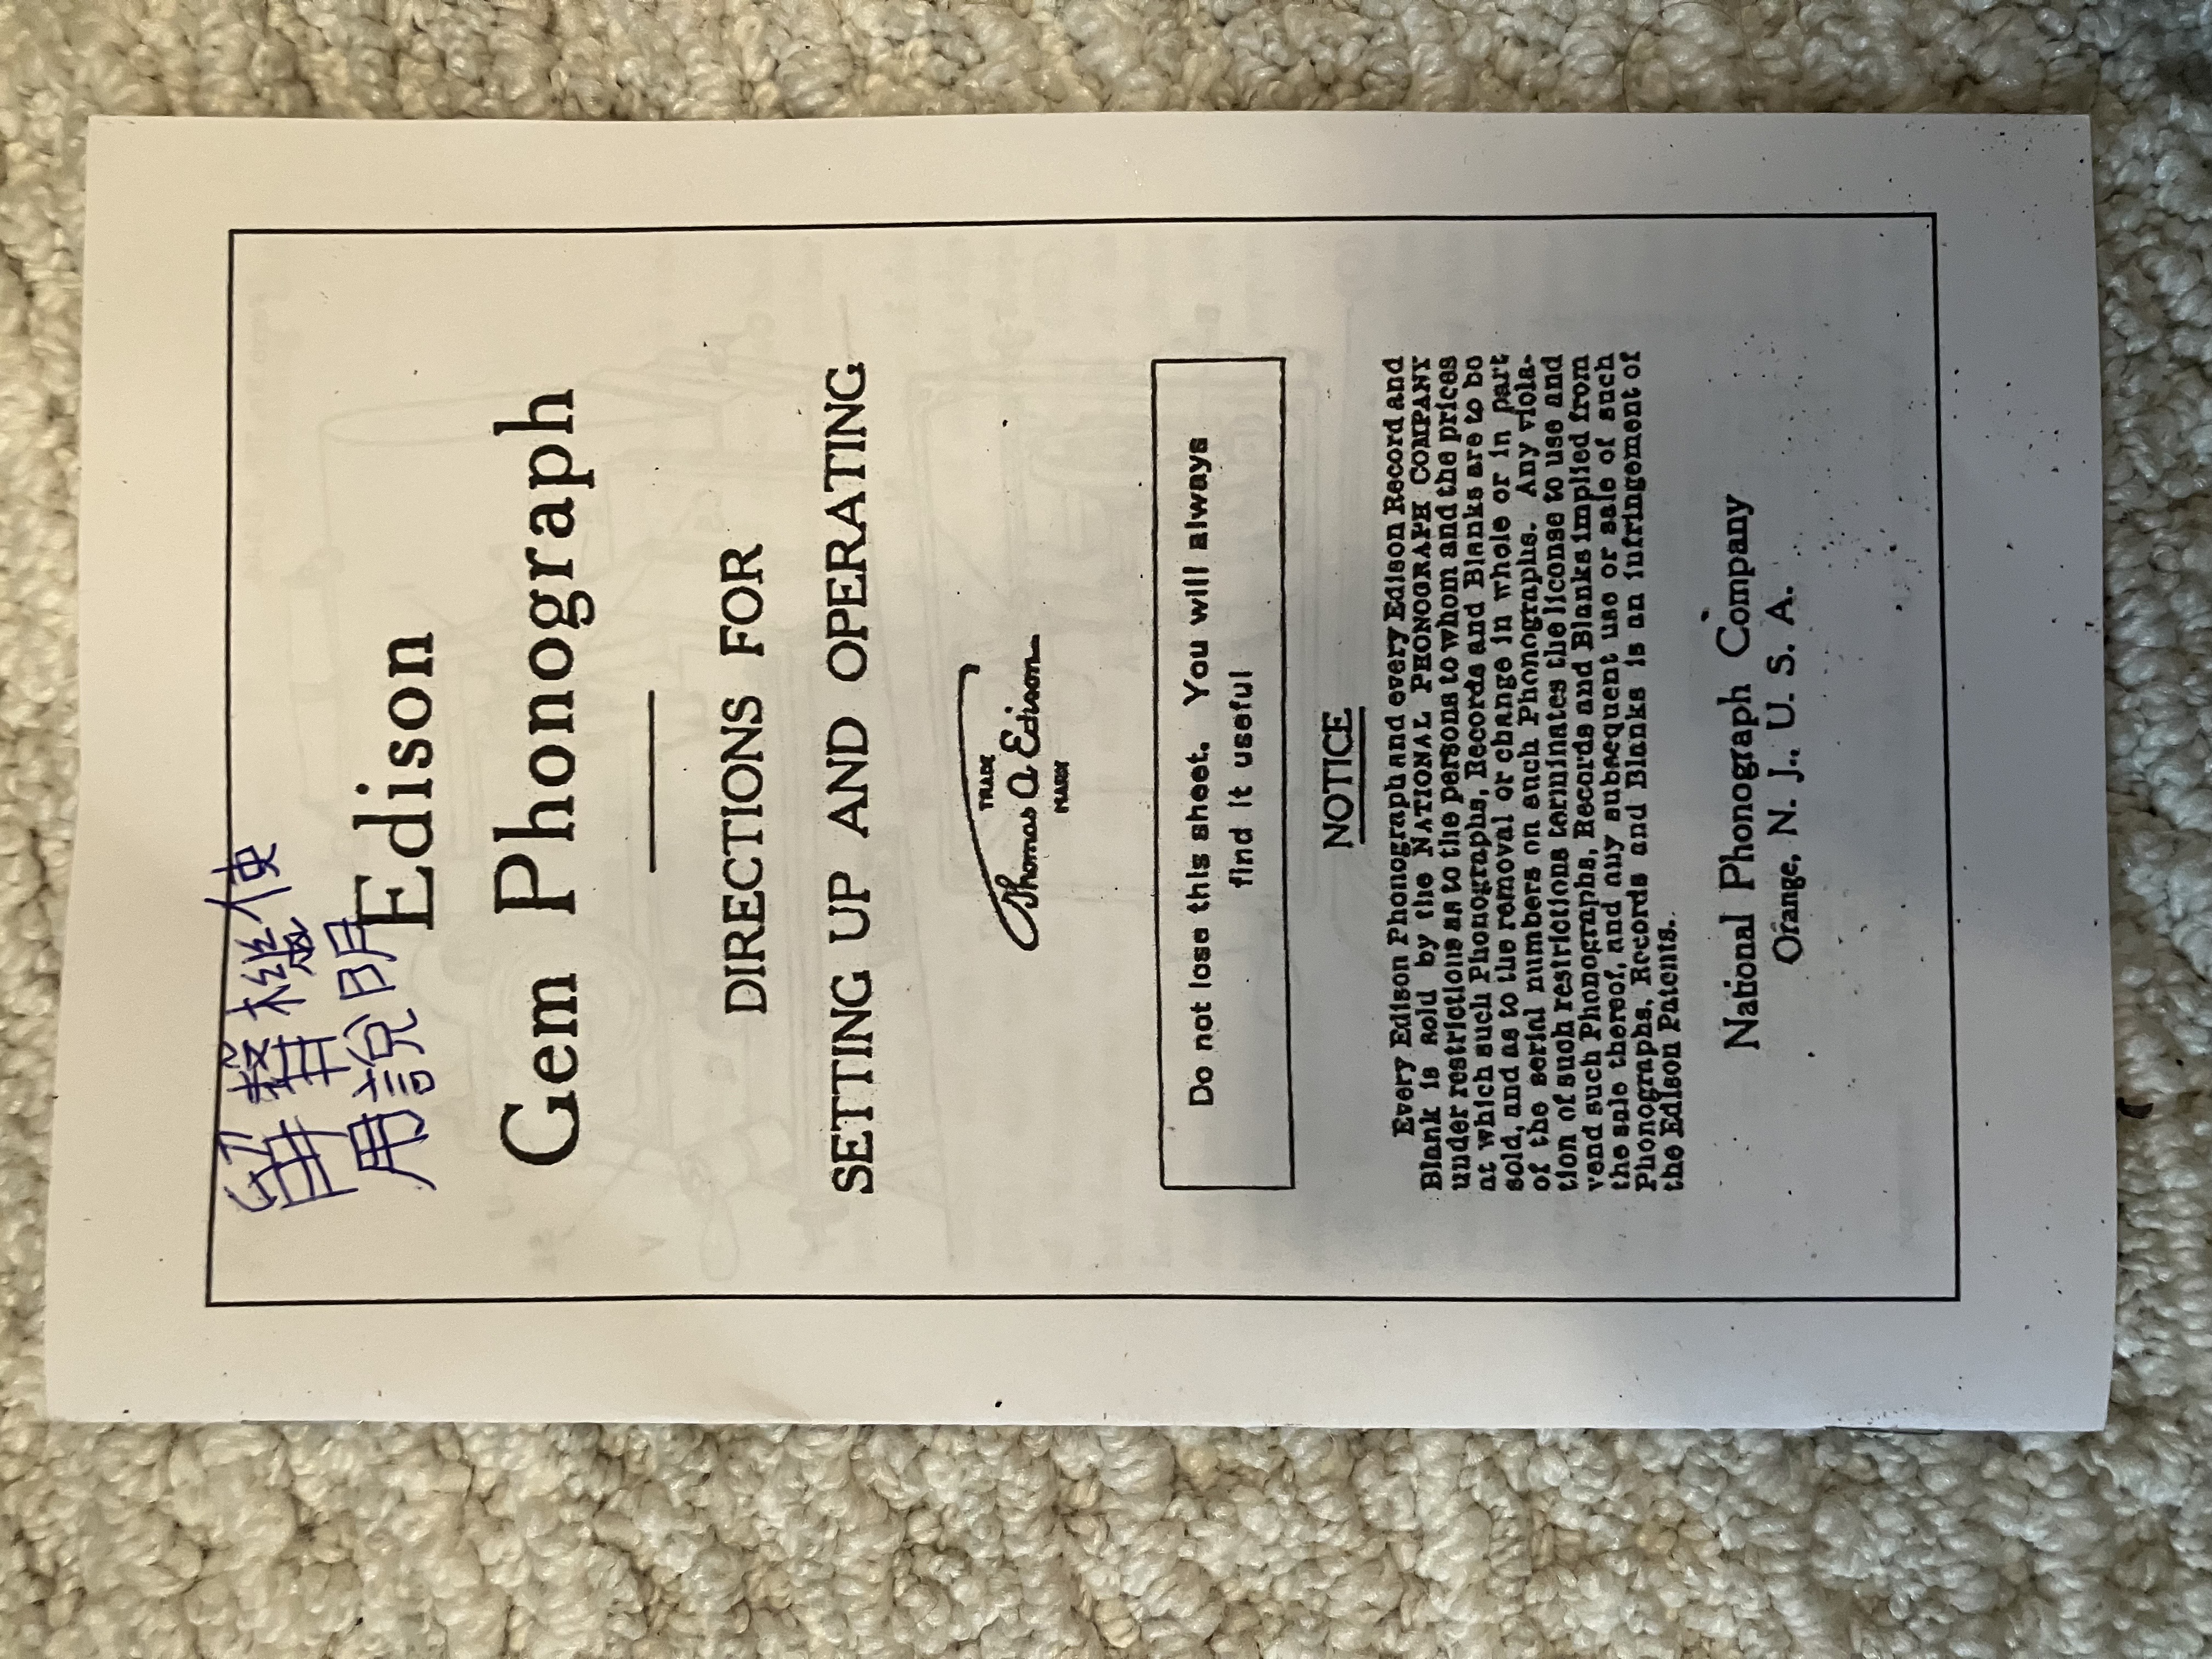 留聲機使
用說明
Edison
Gem Phonograph
DIRECTIONS FOR
SETTING UP AND OPERATING
TRADE
Thomas A Edison
MARK
Do not lose this sheet. You will always
find it useful
NOTICE
Every Edison Phonograph and every Edison Record and
Blank is sold by the NATIONAL PHONOGRAPH COMPANY
under restrictions as to the persons to whom and the prices
at which such Phonographs, Records and Blanks are to be
sold, and as to the removal or change in whole or in part
of the serial numbers on such Phonographs. Any viola-
tion of such restrictions terminates the license to use and
vend such Phonographs, Records and Blanks implied from
the sale thereof, and any subsequent use or sale of such
Phonographs, Records and Blanks is an infringement of
the Edison Patents.
National Phonograph Company
Orange, N. J., U. S. A.